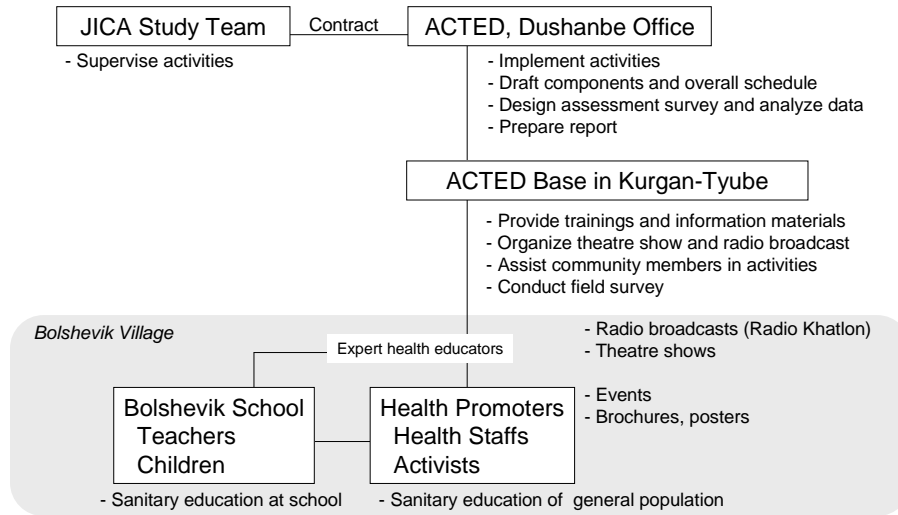 JICA Study Team
Contract
ACTED, Dushanbe Office
- Supervise activities
- Implement activities
- Draft components and overall schedule
- Design assessment survey and analyze data
- Prepare report
ACTED Base in Kurgan-Tyube
- Provide trainings and information materials
- Organize theatre show and radio broadcast
- Assist community members in activities
- Conduct field survey
Bolshevik Village
- Radio broadcasts (Radio Khatlon)
- Theatre shows
Expert health educators
- Events
- Brochures, posters
Bolshevik School
Teachers
Children
Health Promoters
Health Staffs
Activists
- Sanitary education at school
- Sanitary education of general population